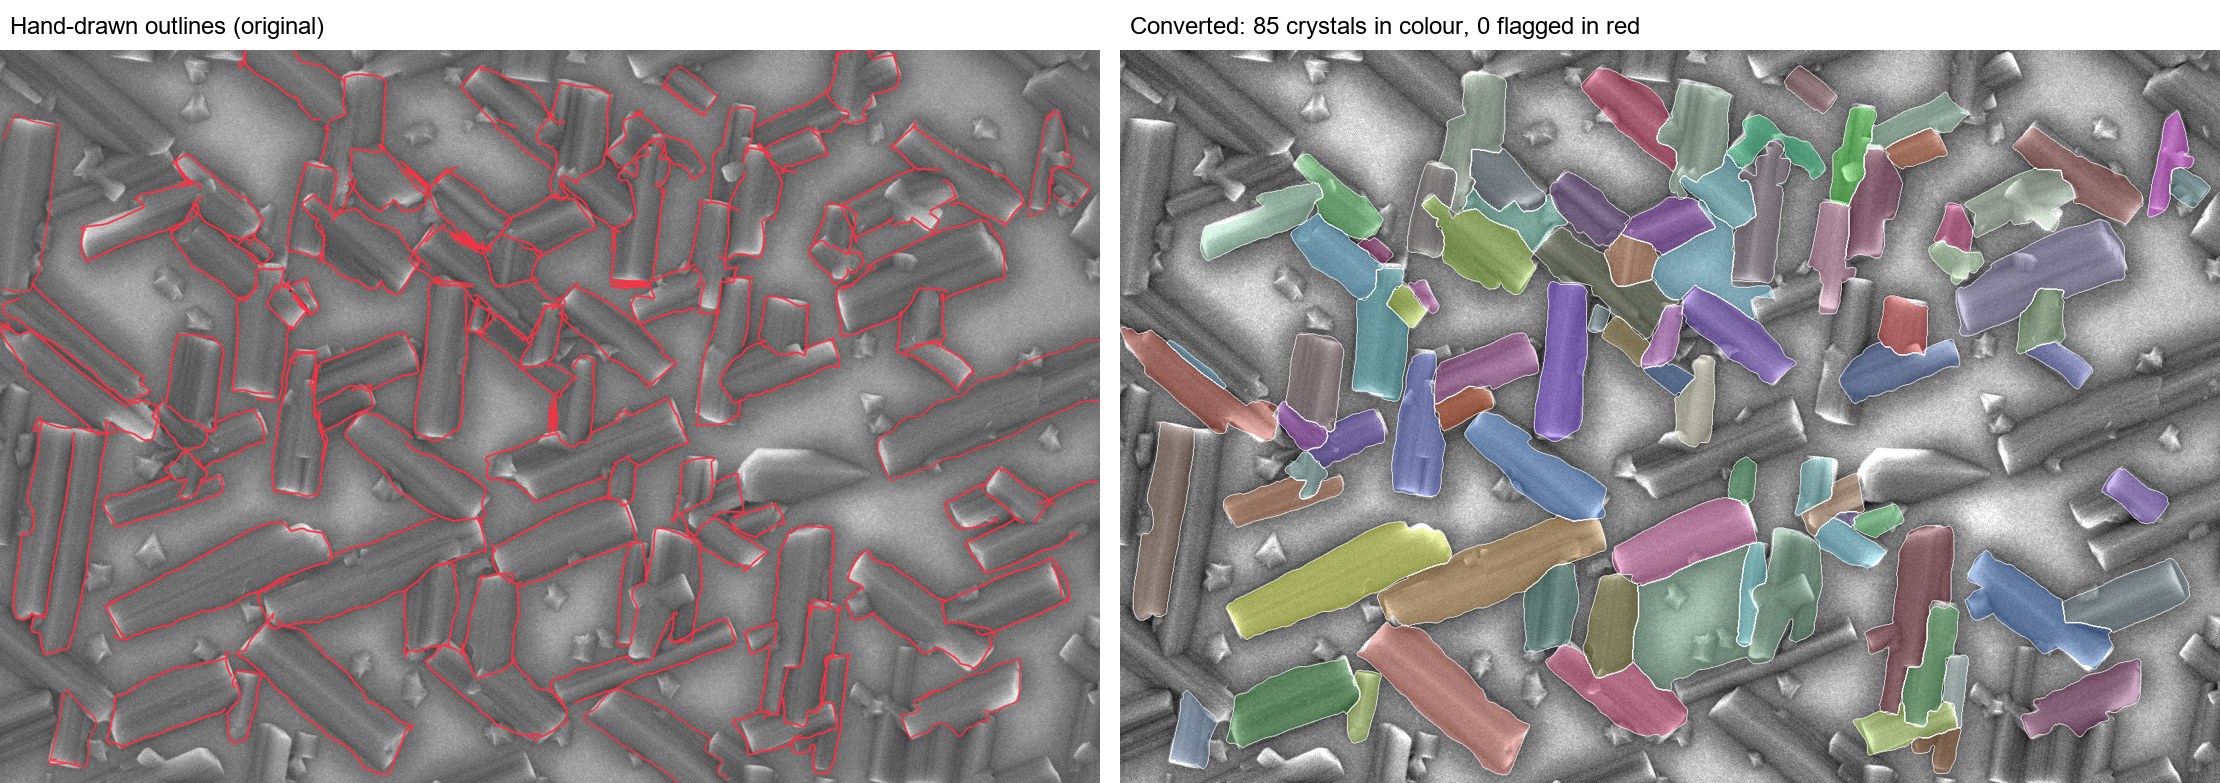 Hand-drawn outlines (original)
Converted: 85 crystals in colour, 0 flagged in red